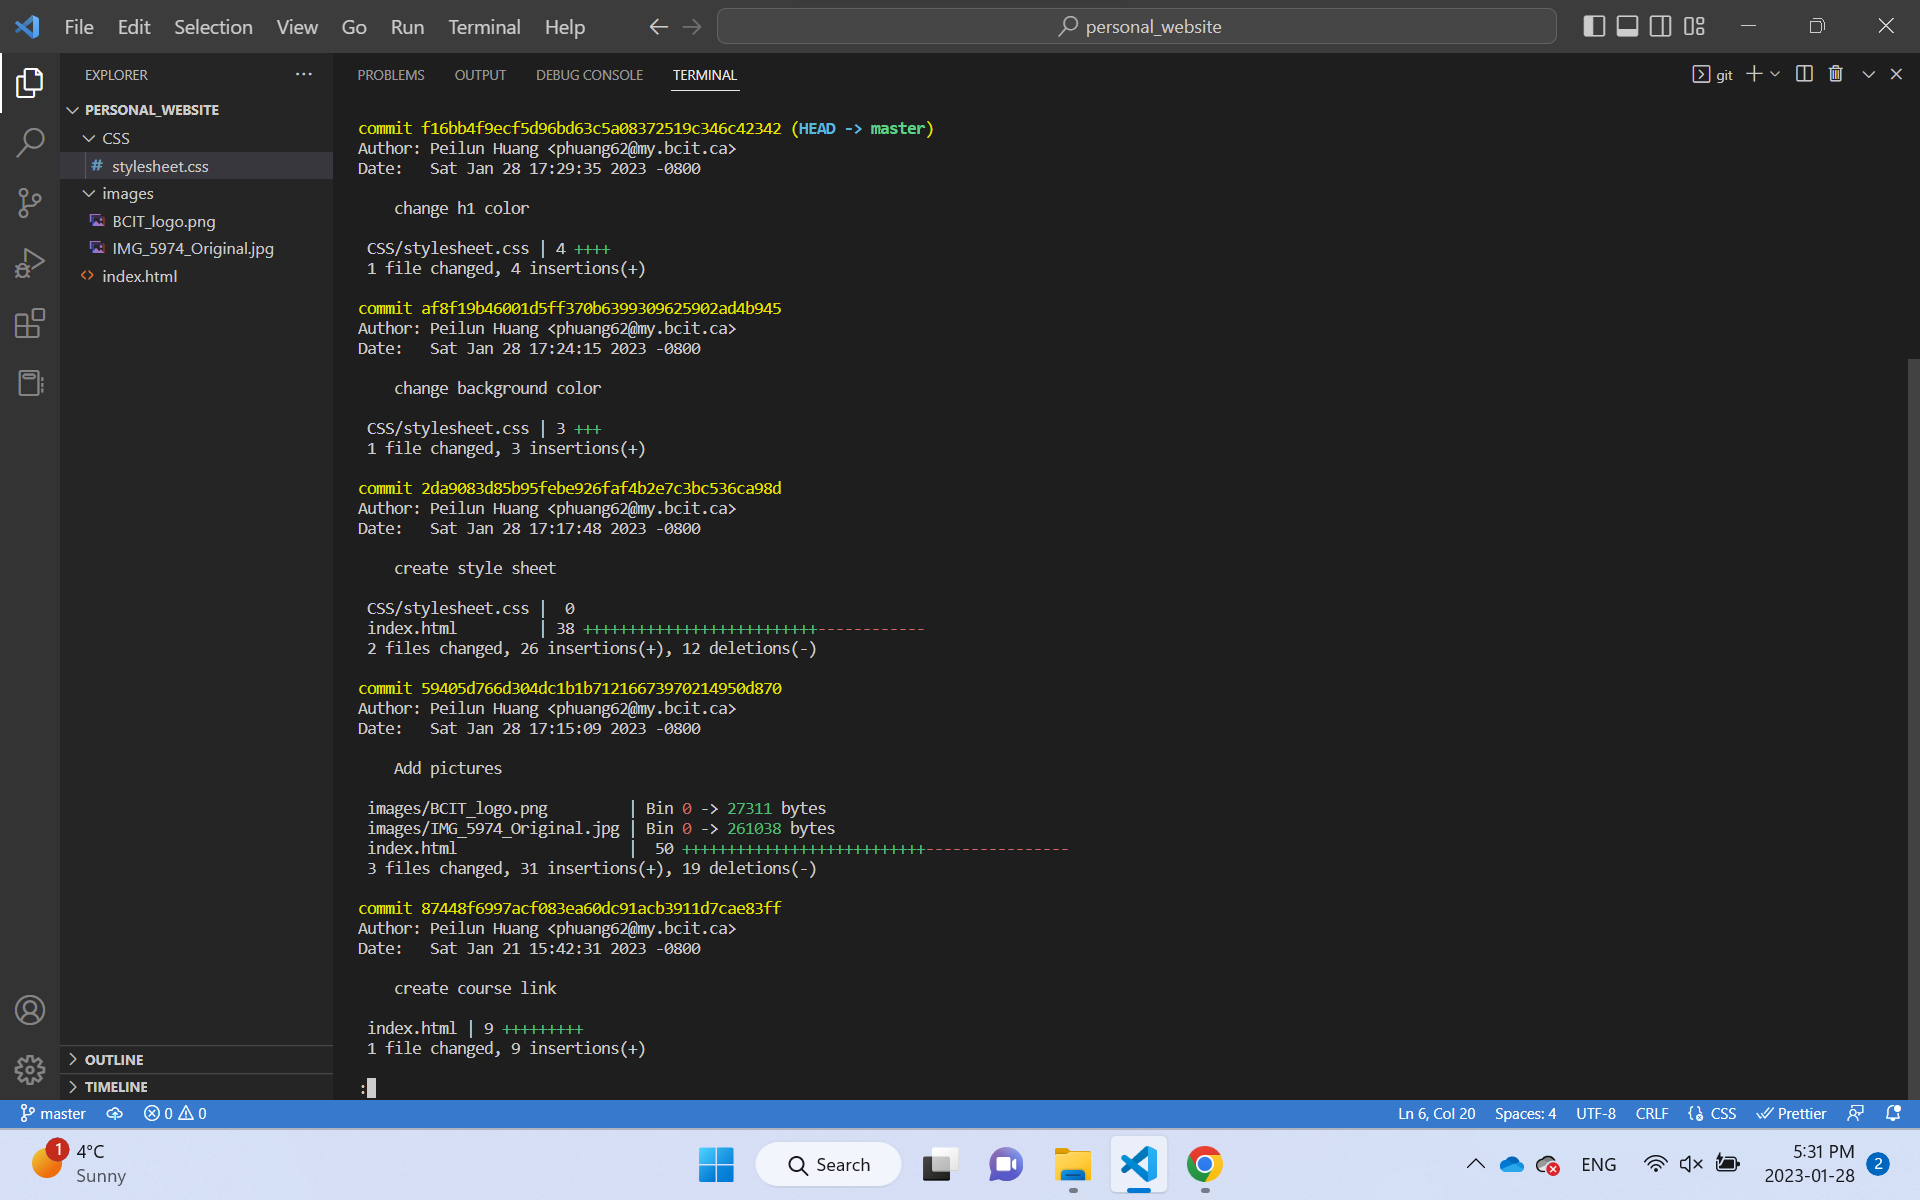 File Edit Selection View Go Run Terminal Help
personal_website
EXPLORER
PERSONAL_WEBSITE
CSS
# stylesheet.css
images
BCIT_logo.png
IMG_5974_Original.jpg
<> index.html
OUTLINE
TIMELINE
PROBLEMS OUTPUT DEBUG CONSOLE TERMINAL
git
commit f16bb4f9ecf5d96bd63c5a08372519c346c42342 (HEAD -> master)
Author: Peilun Huang <phuang62@my.bcit.ca>
Date:   Sat Jan 28 17:29:35 2023 -0800
change h1 color
CSS/stylesheet.css | 4 ++++
1 file changed, 4 insertions(+)
commit af8f19b46001d5ff370b6399309625902ad4b945
Author: Peilun Huang <phuang62@my.bcit.ca>
Date:   Sat Jan 28 17:24:15 2023 -0800
change background color
CSS/stylesheet.css | 3 +++
1 file changed, 3 insertions(+)
commit 2da9083d85b95febe926faf4b2e7c3bc536ca98d
Author: Peilun Huang <phuang62@my.bcit.ca>
Date:   Sat Jan 28 17:17:48 2023 -0800
create style sheet
CSS/stylesheet.css |  0
index.html         | 38 ++++++++++++++++++++++++++------------
2 files changed, 26 insertions(+), 12 deletions(-)
commit 59405d766d304dc1b1b71216673970214950d870
Author: Peilun Huang <phuang62@my.bcit.ca>
Date:   Sat Jan 28 17:15:09 2023 -0800
Add pictures
images/BCIT_logo.png         | Bin 0 -> 27311 bytes
images/IMG_5974_Original.jpg | Bin 0 -> 261038 bytes
index.html                   |  50 +++++++++++++++++++++++++++----------------
3 files changed, 31 insertions(+), 19 deletions(-)
commit 87448f6997acf083ea60dc91acb3911d7cae83ff
Author: Peilun Huang <phuang62@my.bcit.ca>
Date:   Sat Jan 21 15:42:31 2023 -0800
create course link
index.html | 9 +++++++++
1 file changed, 9 insertions(+)
:
master 0 0 Ln 6, Col 20 Spaces: 4 UTF-8 CRLF CSS Prettier
1 4°C
Sunny
Search
ENG
5:31 PM
2023-01-28
2